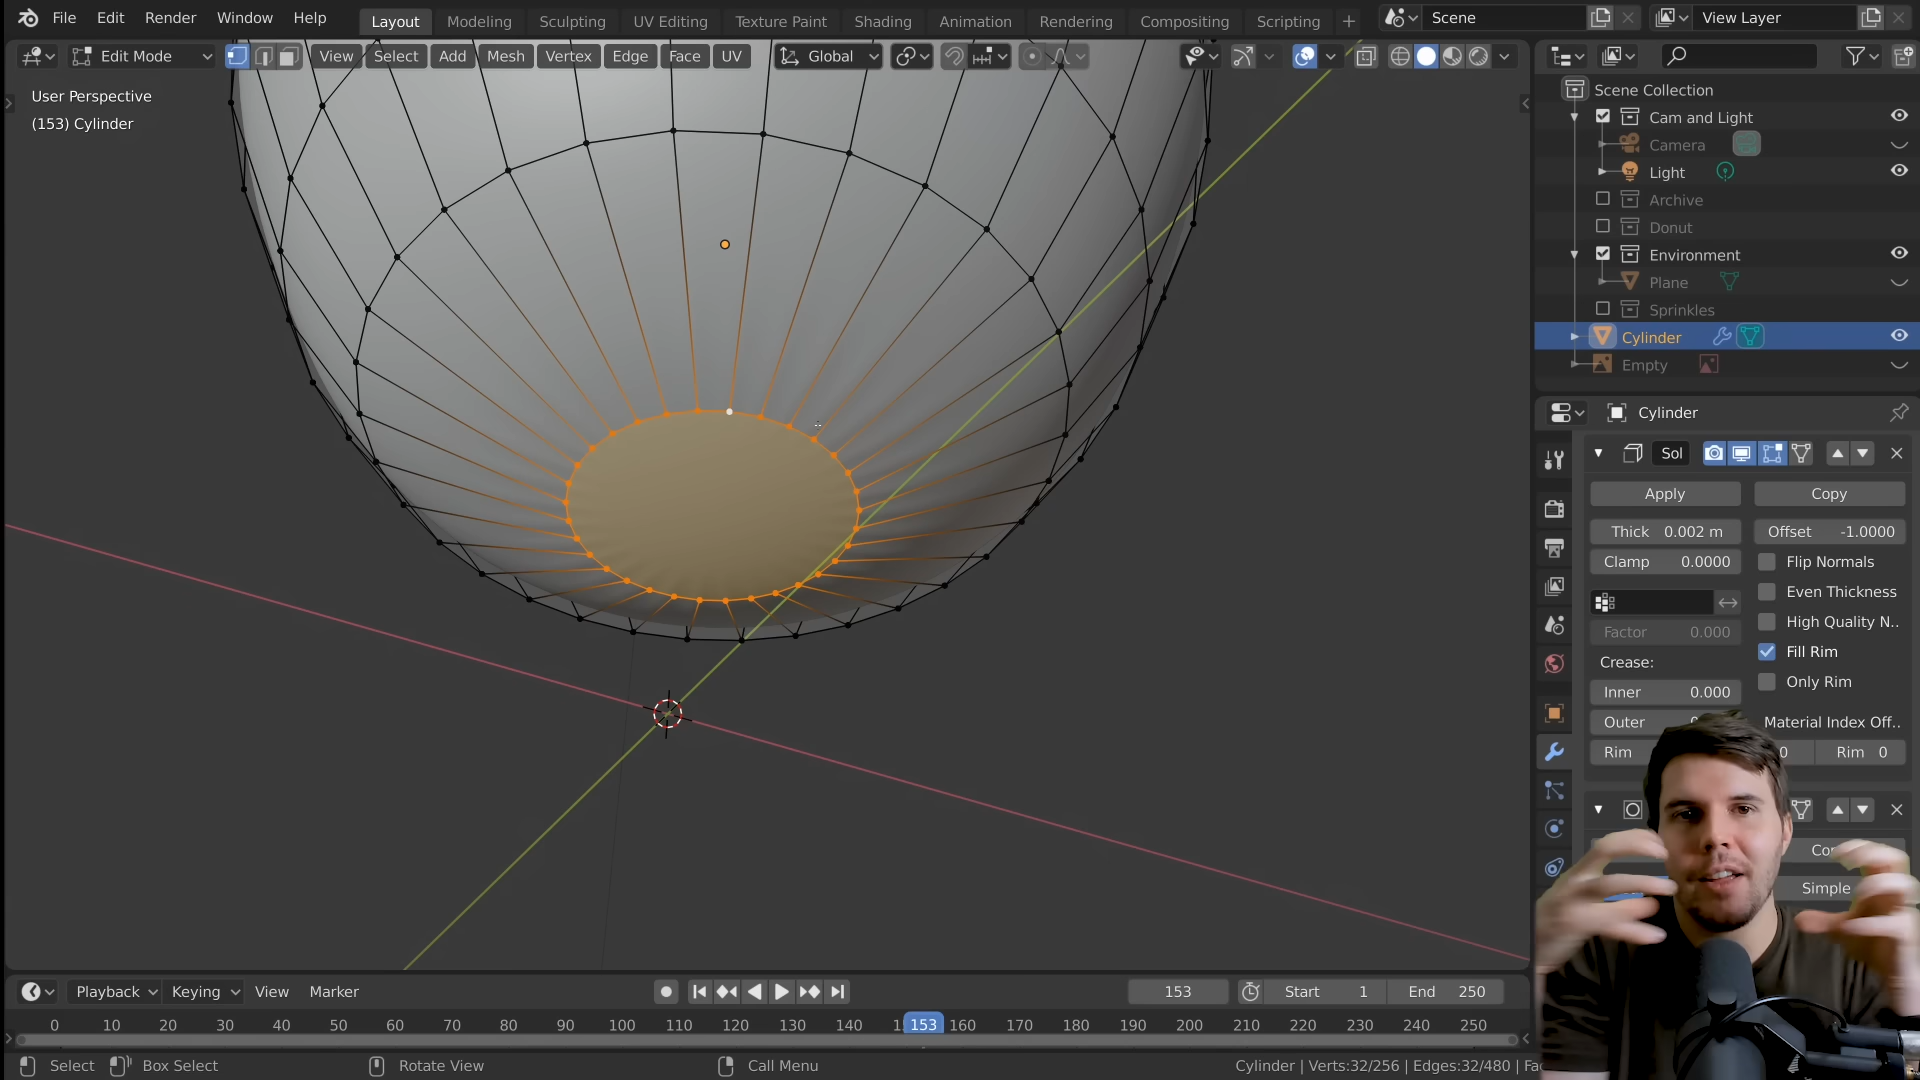 File Edit Render Window Help Layout Modeling Sculpting UV Editing Texture Paint Shading Animation Rendering Compositing Scripting + Scene View Layer
Edit Mode View Select Add Mesh Vertex Edge Face UV Global
User Perspective
(153) Cylinder
Scene Collection
Cam and Light
Camera
Light
Archive
Donut
Environment
Plane
Sprinkles
Cylinder
Empty
Cylinder
Sol
Apply Copy
Thick 0.002 m Offset -1.0000
Clamp 0.0000 Flip Normals
Even Thickness
High Quality N..
Factor 0.000
Fill Rim
Crease:
Only Rim
Inner 0.000
Outer Material Index Off..
Rim 0 Rim 0
Simple
Playback Keying View Marker 153 Start 1 End 250
0 10 20 30 40 50 60 70 80 90 100 110 120 130 140 153 160 170 180 190 200 210 220 230 240 250
Select Box Select Rotate View Call Menu Cylinder | Verts:32/256 | Edges:32/480 |